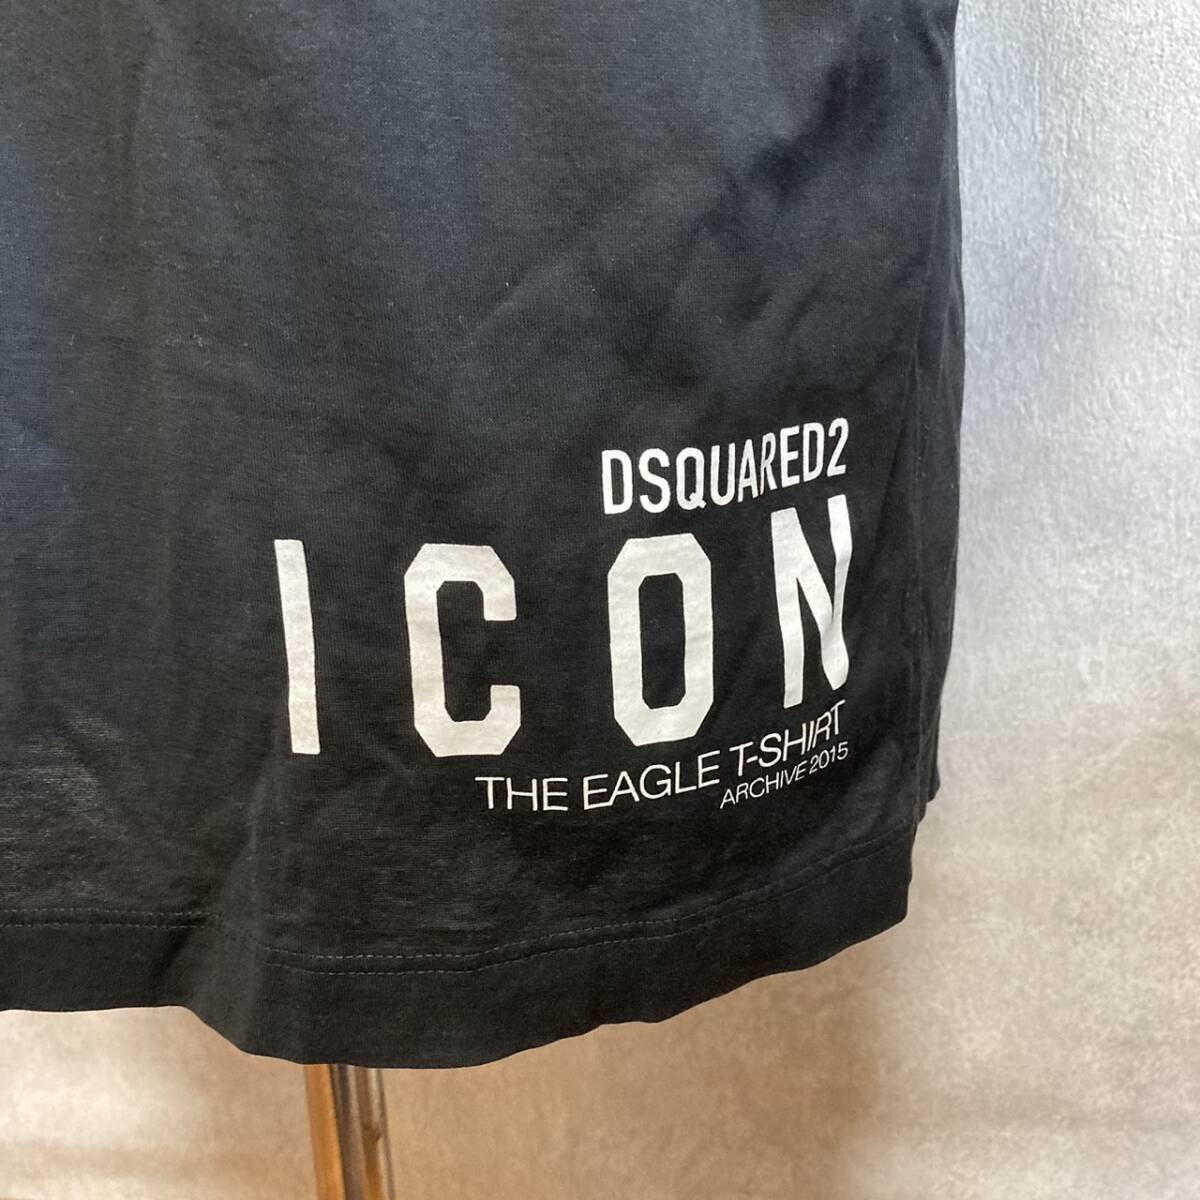 DSQUARED2
ICON
THE EAGLE T-SHIRT
ARCHIVE 2015